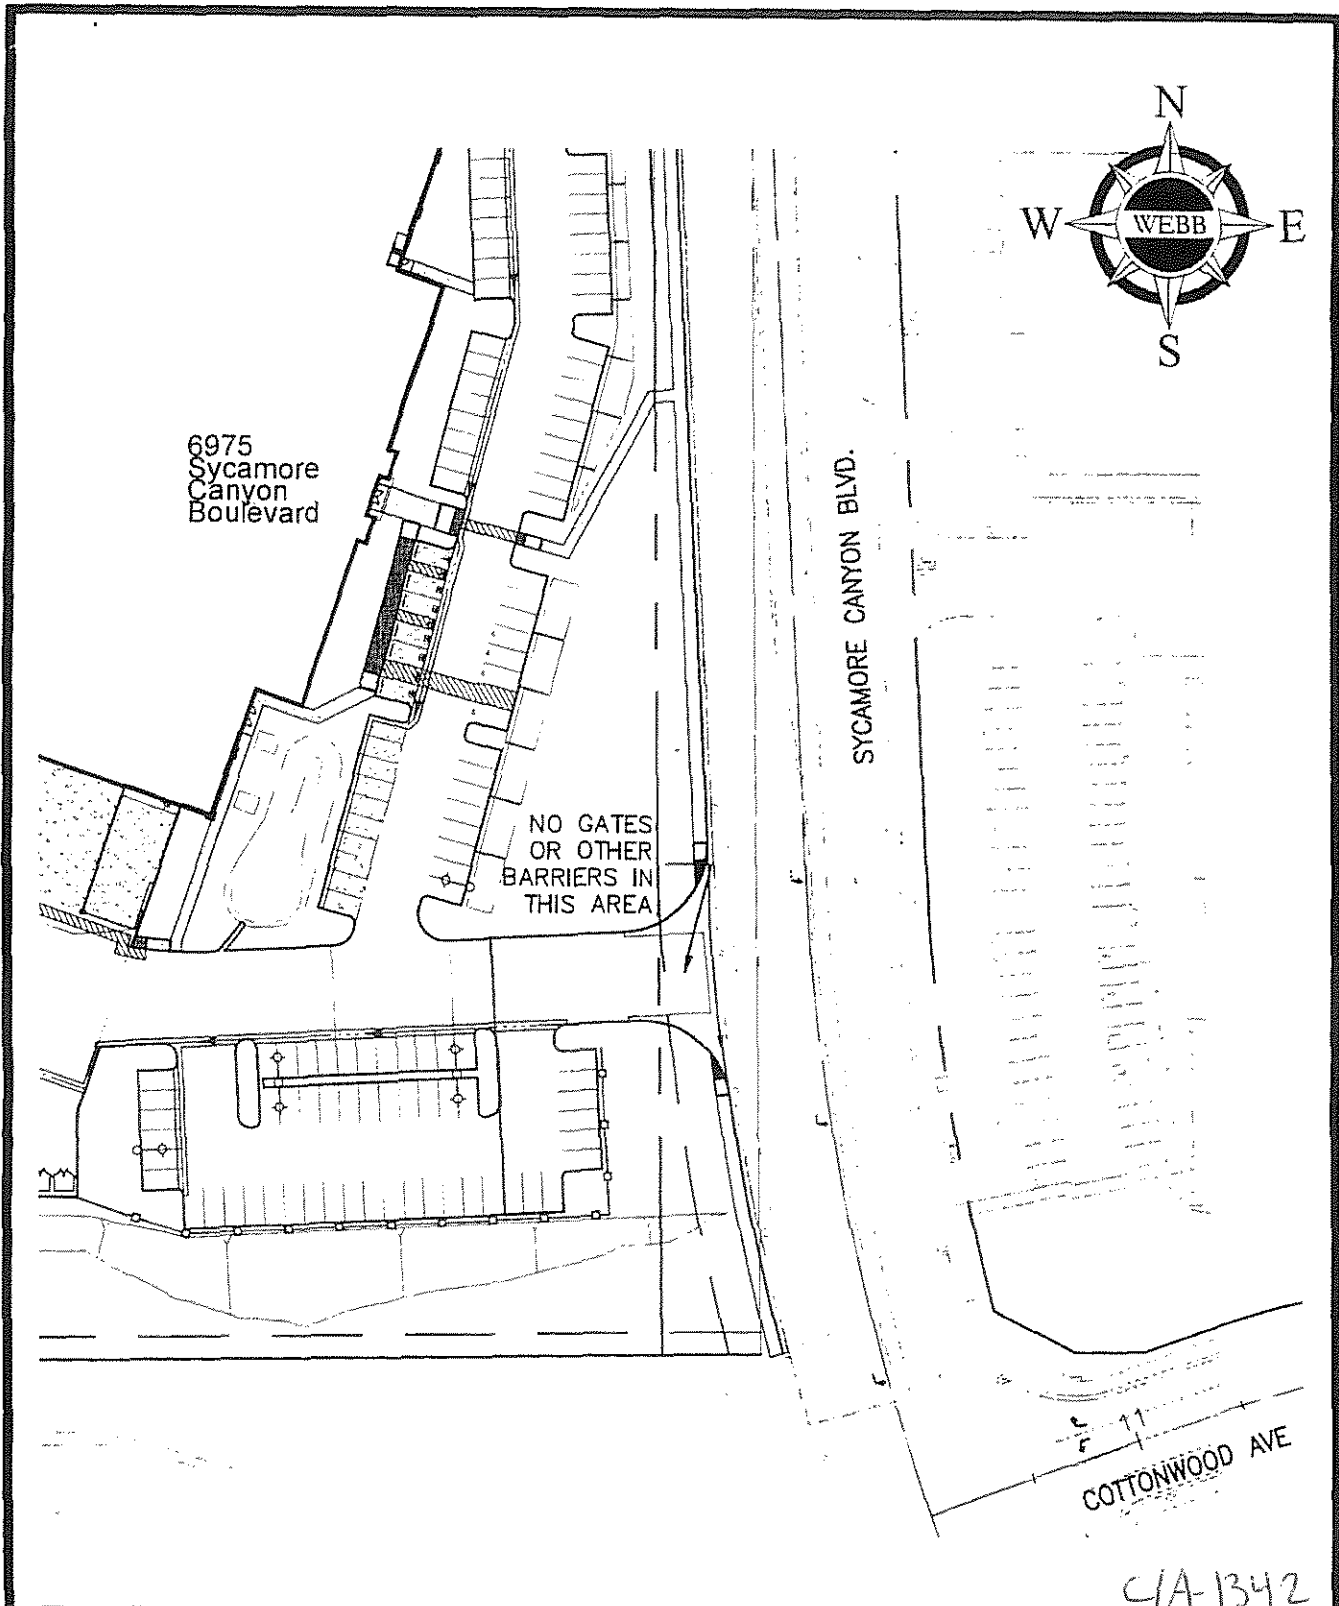 N
W WEBB E
S
6975
Sycamore
Canyon
Boulevard
SYCAMORE CANYON BLVD.
NO GATES
OR OTHER
BARRIERS IN
THIS AREA
COTTONWOOD AVE
C/A-1342